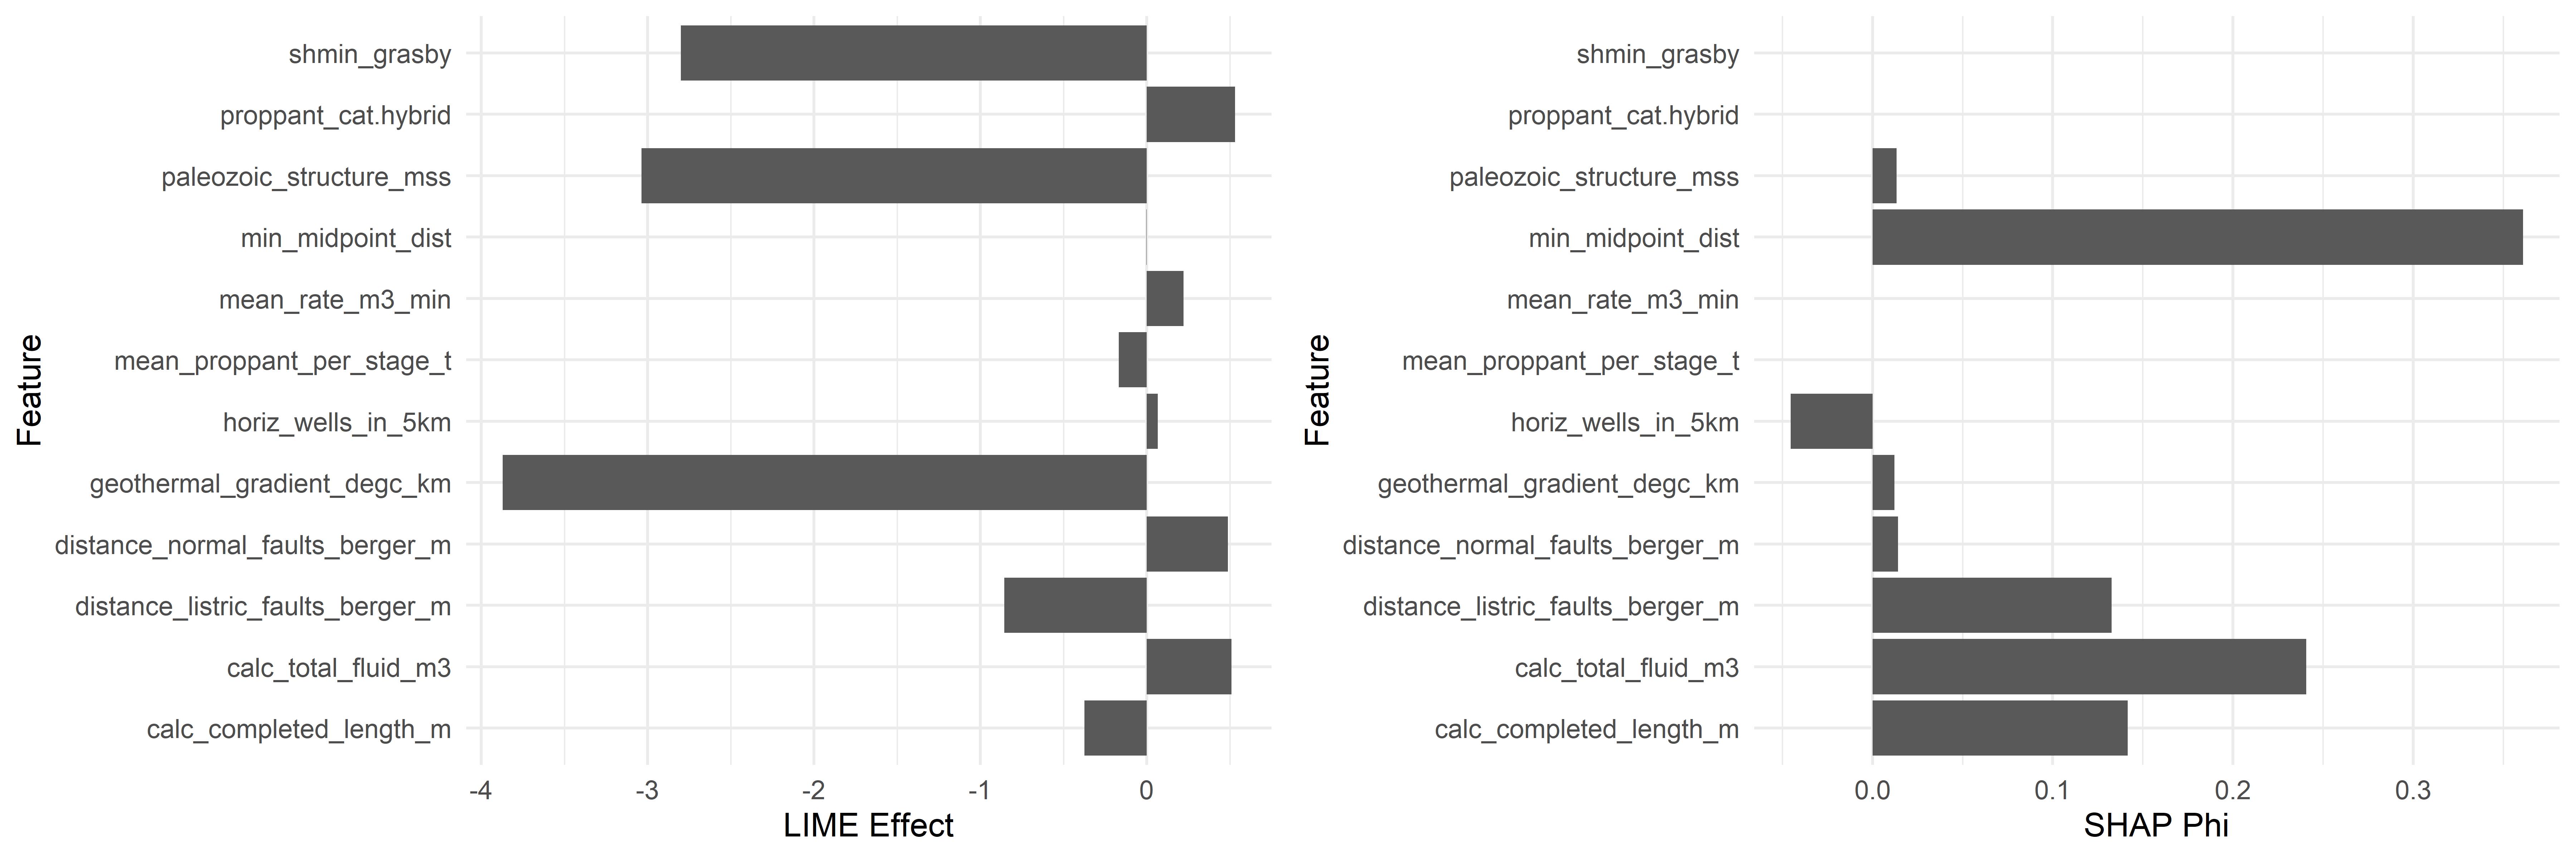 Feature
shmin_grasby
proppant_cat.hybrid
paleozoic_structure_mss
min_midpoint_dist
mean_rate_m3_min
mean_proppant_per_stage_t
horiz_wells_in_5km
geothermal_gradient_degc_km
distance_normal_faults_berger_m
distance_listric_faults_berger_m
calc_total_fluid_m3
calc_completed_length_m
-4 -3 -2 -1 0
LIME Effect
Feature
shmin_grasby
proppant_cat.hybrid
paleozoic_structure_mss
min_midpoint_dist
mean_rate_m3_min
mean_proppant_per_stage_t
horiz_wells_in_5km
geothermal_gradient_degc_km
distance_normal_faults_berger_m
distance_listric_faults_berger_m
calc_total_fluid_m3
calc_completed_length_m
0.0 0.1 0.2 0.3
SHAP Phi